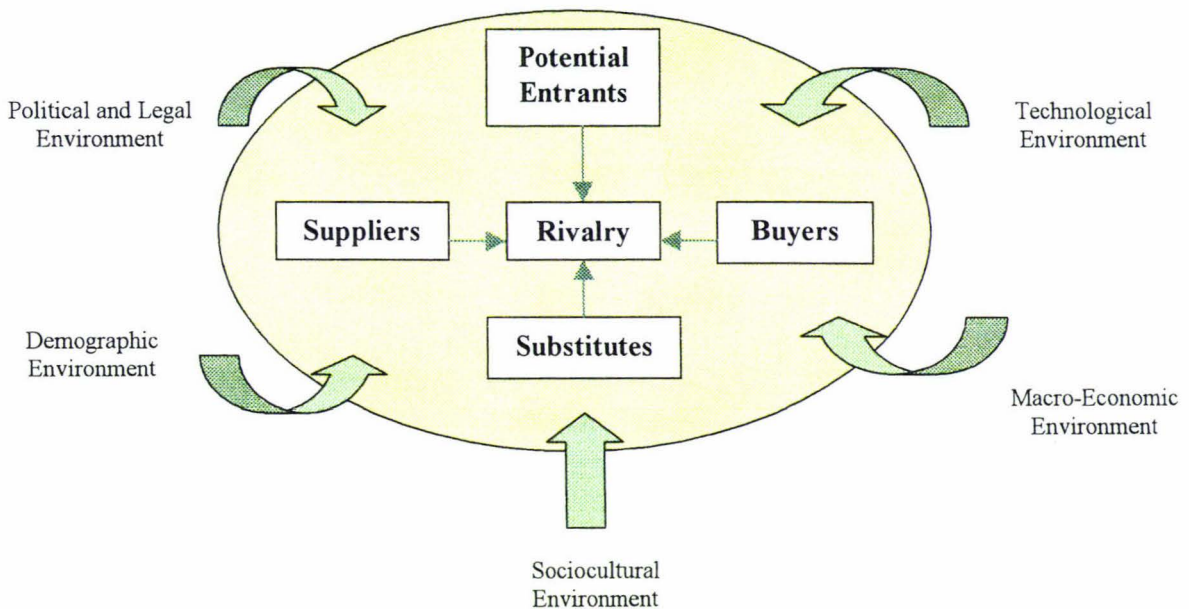 Potential
Entrants
Political and Legal
Environment
Technological
Environment
Suppliers
Rivalry
Buyers
Substitutes
Demographic
Environment
Macro-Economic
Environment
Sociocultural
Environment